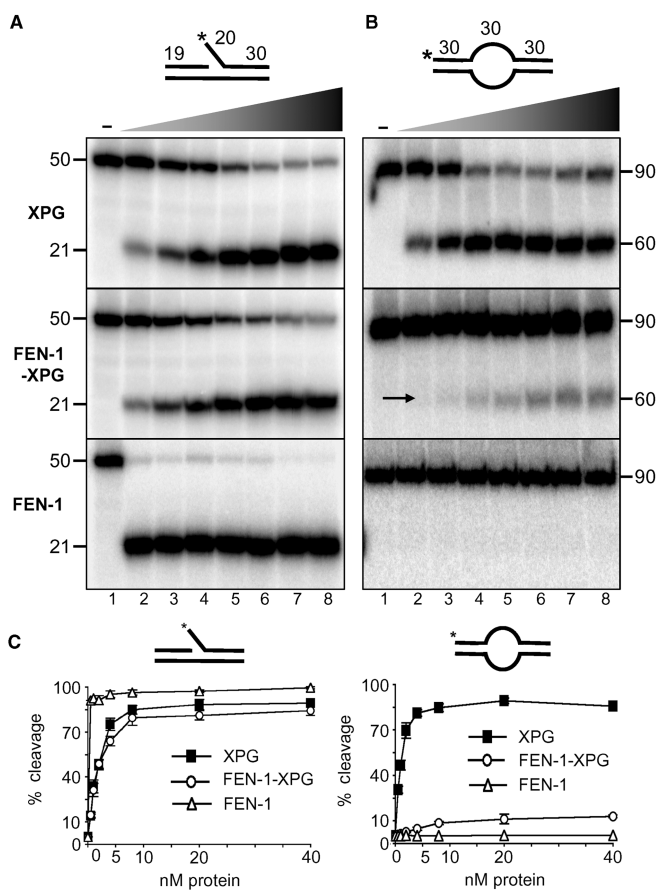 A
* 20
19 30
–
50
XPG
21
50
FEN-1
-XPG
21
50
FEN-1
21
1 2 3 4 5 6 7 8
B
30
* 30 30
–
90
60
90
60
90
1 2 3 4 5 6 7 8
C
*
100
70
40
10
0
% cleavage
XPG
FEN-1-XPG
FEN-1
0 5 10 20 30 40
nM protein
*
100
70
40
10
0
% cleavage
XPG
FEN-1-XPG
FEN-1
0 5 10 20 30 40
nM protein